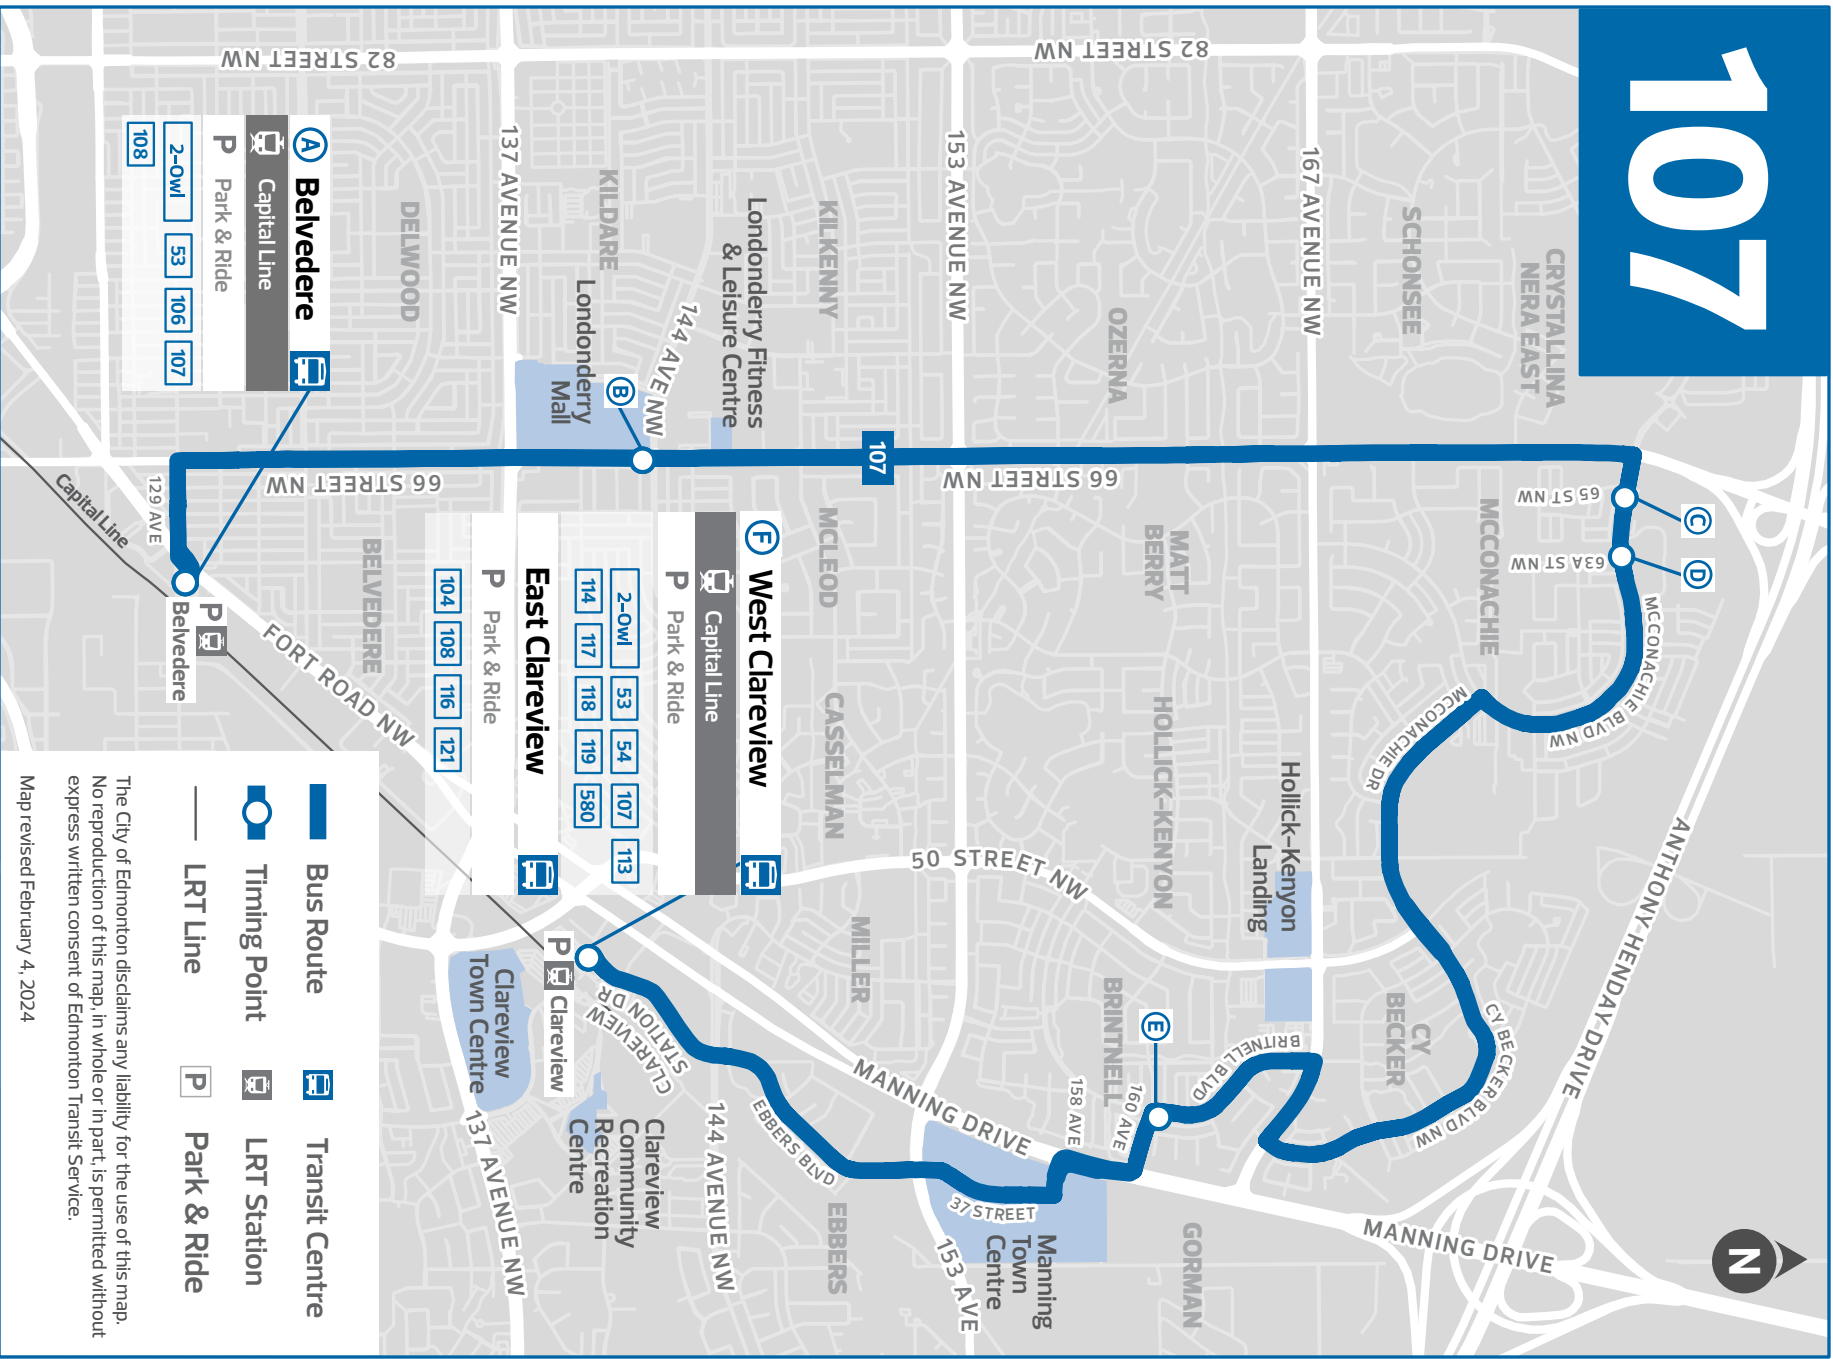 107
82 STREET NW
82 STREET NW
137 AVENUE NW
153 AVENUE NW
167 AVENUE NW
CRYSTALLINA
NERA EAST
SCHONSEE
OZERNA
KILKENNY
KILDARE
DELWOOD
Londonderry Fitness
& Leisure Centre
144 AVE NW
Londonderry
Mall
B
A
Belvedere
Capital Line
P
Park & Ride
2-Owl
53
106
107
108
107
66 STREET NW
66 STREET NW
65 ST NW
63A ST NW
C
D
MCCONACHIE
MCCONACHIE BLVD NW
MCCONACHIE DR
MATT
BERRY
MCLEOD
BELVEDERE
129 AVE
Capital Line
P
Belvedere
FORT ROAD NW
F
West Clareview
Capital Line
P
Park & Ride
2-Owl
53
54
107
113
114
117
118
119
580
East Clareview
P
Park & Ride
104
108
116
121
CASSELMAN
HOLLICK-KENYON
Hollick-Kenyon
Landing
50 STREET NW
ANTHONY HENDAY DRIVE
MILLER
BRINTNELL
CY
BECKER
CY BECKER BLVD NW
BRITNELL BLVD
E
160 AVE
158 AVE
MANNING DRIVE
MANNING DRIVE
P
Clareview
CLAREVIEW
STATION DR
Clareview
Town Centre
137 AVENUE NW
Clareview
Community
Recreation
Centre
144 AVENUE NW
EBBERS BLVD
EBBERS
37 STREET
153 AVE
Manning
Town
Centre
GORMAN
N
Bus Route
Timing Point
LRT Line
Transit Centre
LRT Station
P
Park & Ride
The City of Edmonton disclaims any liability for the use of this map.
No reproduction of this map, in whole or in part, is permitted without
express written consent of Edmonton Transit Service.
Map revised February 4, 2024